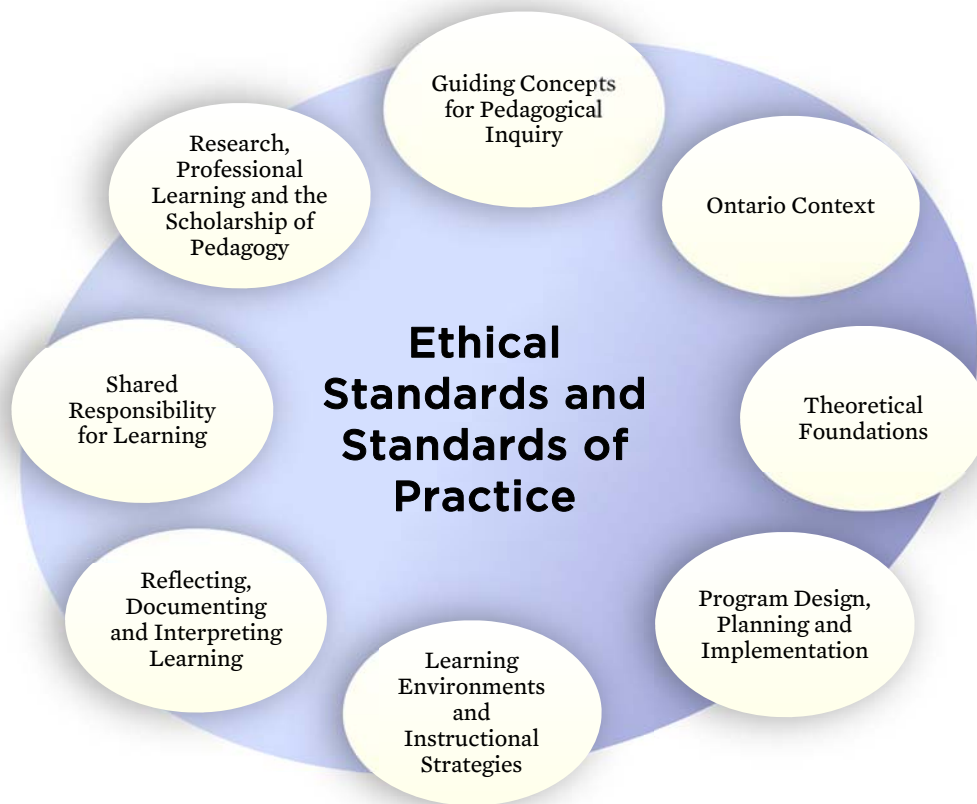 Guiding Concepts
for Pedagogical
Inquiry
Ontario Context
Theoretical
Foundations
Program Design,
Planning and
Implementation
Learning
Environments
and
Instructional
Strategies
Reflecting,
Documenting
and Interpreting
Learning
Shared
Responsibility
for Learning
Research,
Professional
Learning and the
Scholarship of
Pedagogy
Ethical
Standards and
Standards of
Practice